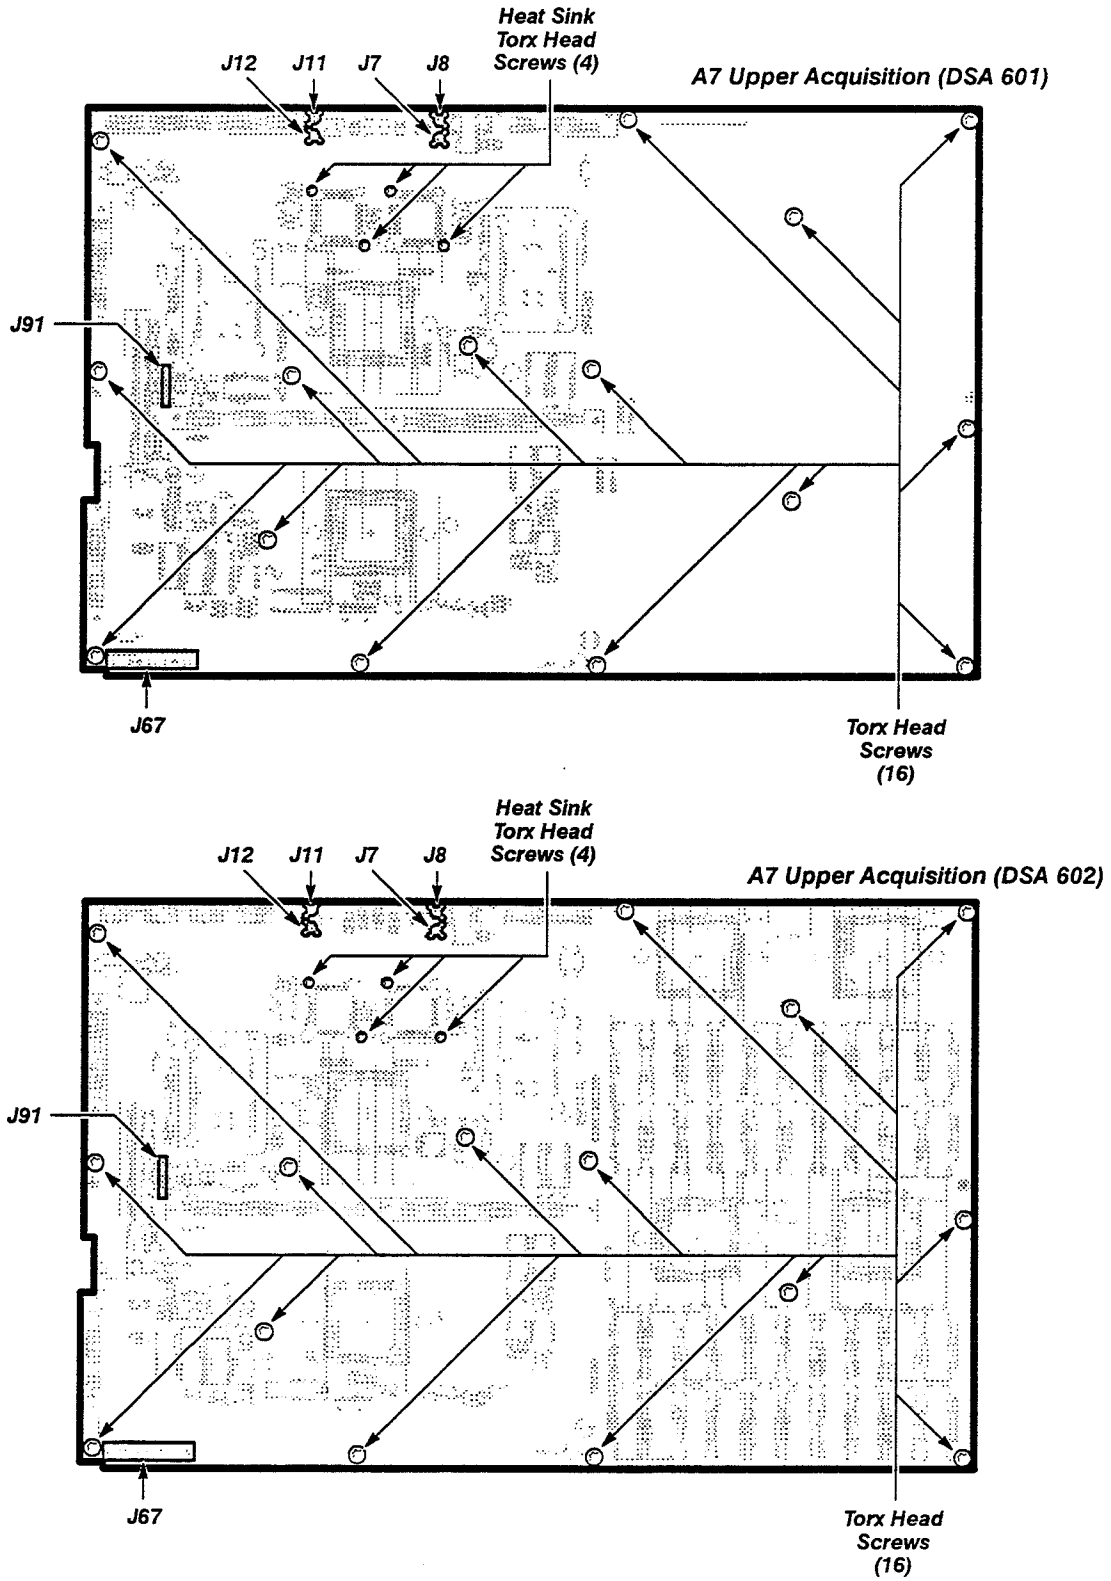 Heat Sink
Torx Head
Screws (4)
J12 J11 J7 J8
A7 Upper Acquisition (DSA 601)
J91
J67
Torx Head
Screws
(16)
Heat Sink
Torx Head
Screws (4)
J12 J11 J7 J8
A7 Upper Acquisition (DSA 602)
J91
J67
Torx Head
Screws
(16)